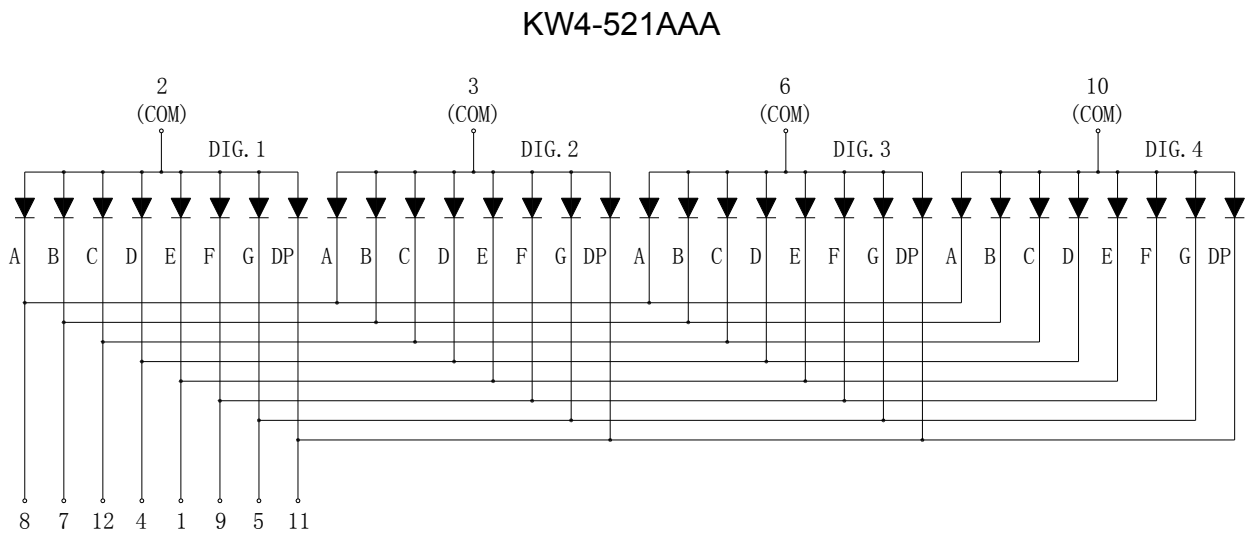 KW4-521AAA
2 3 6 10
(COM) (COM) (COM) (COM)
DIG.1 DIG.2 DIG.3 DIG.4
A B C D E F G DP A B C D E F G DP A B C D E F G DP A B C D E F G DP
8 7 12 4 1 9 5 11